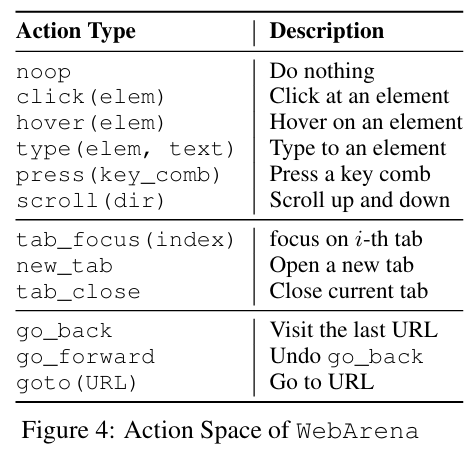 Action Type Description
noop Do nothing
click(elem) Click at an element
hover(elem) Hover on an element
type(elem, text) Type to an element
press(key_comb) Press a key comb
scroll(dir) Scroll up and down
tab_focus(index) focus on i-th tab
new_tab Open a new tab
tab_close Close current tab
go_back Visit the last URL
go_forward Undo go_back
goto(URL) Go to URL
Figure 4: Action Space of WebArena